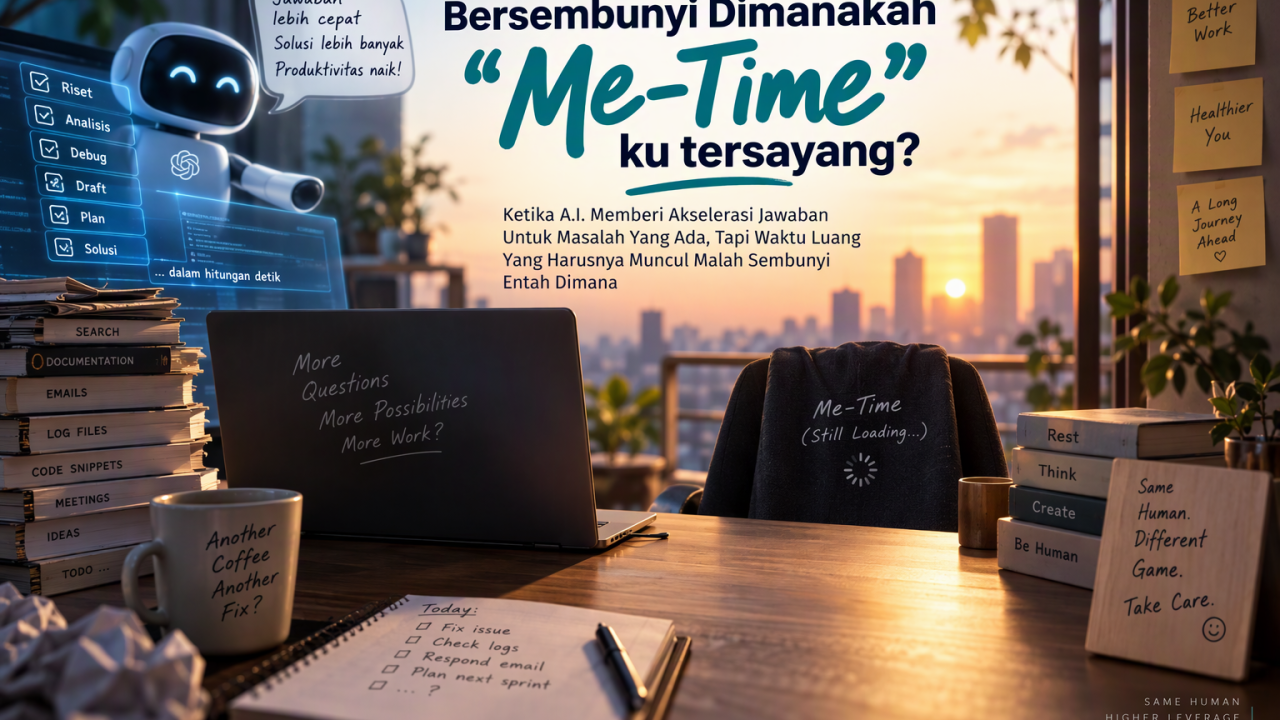 Jawaban
lebih cepat
Solusi lebih banyak
Produktivitas naik!
Bersembunyi Dimanakah
“Me-Time”
ku tersayang?
Ketika A.I. Memberi Akselerasi Jawaban
Untuk Masalah Yang Ada, Tapi Waktu Luang
Yang Harusnya Muncul Malah Sembunyi
Entah Dimana
Riset
Analisis
Debug
Draft
Plan
Solusi
... dalam hitungan detik
Better
Work
Healthier
You
A Long
Journey
Ahead
SEARCH
DOCUMENTATION
EMAILS
LOG FILES
CODE SNIPPETS
MEETINGS
IDEAS
TODO ...
More
Questions
More Possibilities
More Work?
Me-Time
(Still Loading...)
Rest
Think
Create
Be Human
Same
Human.
Different
Game.
Take Care.
Another
Coffee
Another
Fix?
Today:
Fix issue
Check logs
Respond email
Plan next sprint
... ?
SAME HUMAN
HIGHER LEVERAGE